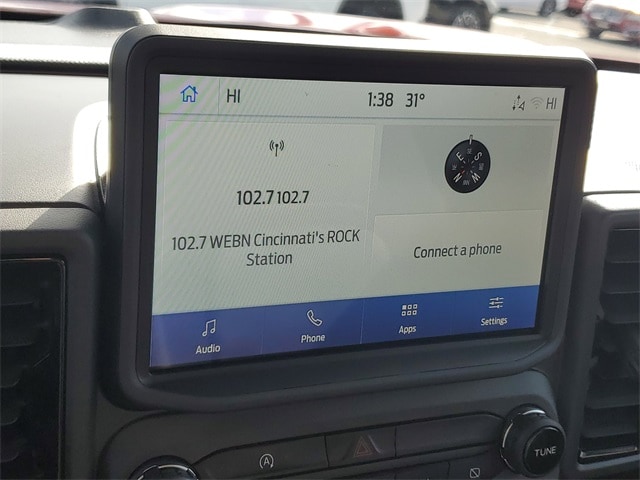 HI 1:38 31° HI
102.7 102.7
102.7 WEBN Cincinnati's ROCK
Station
E S
N W
Connect a phone
Audio Phone Apps Settings
A
TUNE